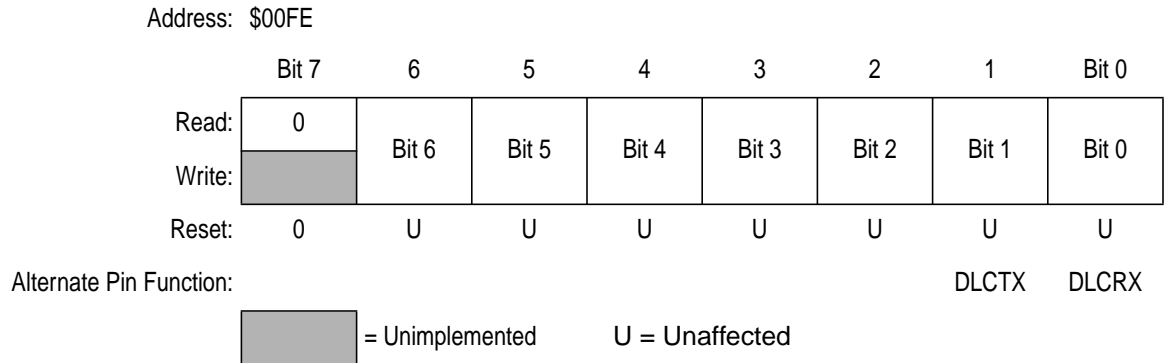 Address: $00FE
Bit 7 6 5 4 3 2 1 Bit 0
Read: 0
Bit 6 Bit 5 Bit 4 Bit 3 Bit 2 Bit 1 Bit 0
Write:
Reset: 0 U U U U U U U
Alternate Pin Function: DLCTX DLCRX
= Unimplemented U = Unaffected